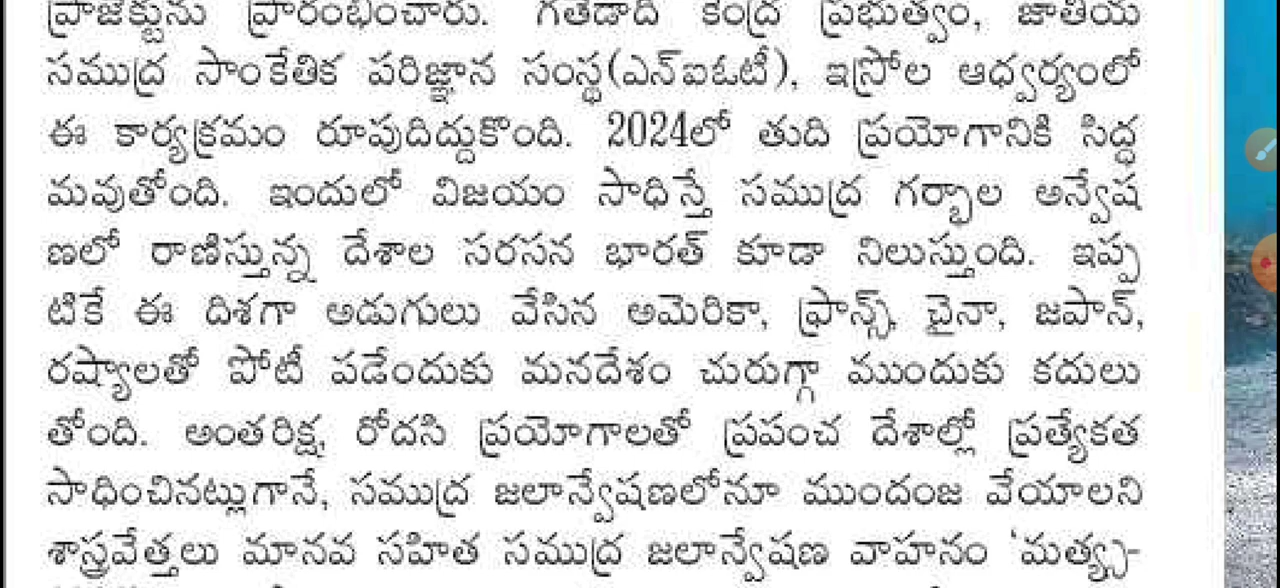 ప్రాజెక్టును ప్రారంభించారు. గతేడాది కేంద్ర ప్రభుత్వం, జాతీయ
సముద్ర సాంకేతిక పరిజ్ఞాన సంస్థ(ఎన్ఐఓటీ), ఇస్రోల ఆధ్వర్యంలో
ఈ కార్యక్రమం రూపుదిద్దుకొంది. 2024లో తుది ప్రయోగానికి సిద్ధ
మవుతోంది. ఇందులో విజయం సాధిస్తే సముద్ర గర్భాల అన్వేష
ణలో రాణిస్తున్న దేశాల సరసన భారత్ కూడా నిలుస్తుంది. ఇప్ప
టికే ఈ దిశగా అడుగులు వేసిన అమెరికా, ఫ్రాన్స్, చైనా, జపాన్,
రష్యాలతో పోటీ పడేందుకు మనదేశం చురుగ్గా ముందుకు కదులు
తోంది. అంతరిక్ష, రోదసి ప్రయోగాలతో ప్రపంచ దేశాల్లో ప్రత్యేకత
సాధించినట్లుగానే, సముద్ర జలాన్వేషణలోనూ ముందంజ వేయాలని
శాస్త్రవేత్తలు మానవ సహిత సముద్ర జలాన్వేషణ వాహనం 'మత్స్య-